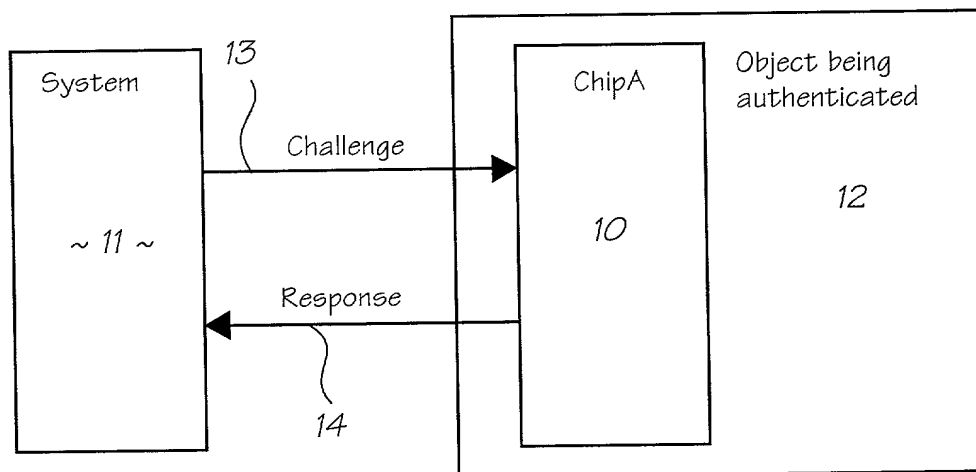 System
~ 11 ~
13
Challenge
Response
14
ChipA
10
Object being
authenticated
12